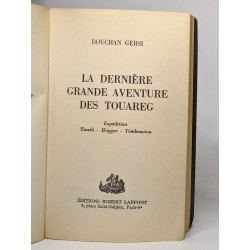 DOUCHAN GERSI
LA DERNIÈRE
GRANDE AVENTURE
DES TOUAREG
Expédition
Tassili - Hoggar - Tombouctou
ÉDITIONS ROBERT LAFFONT
6, place Saint-Sulpice, Paris-6e